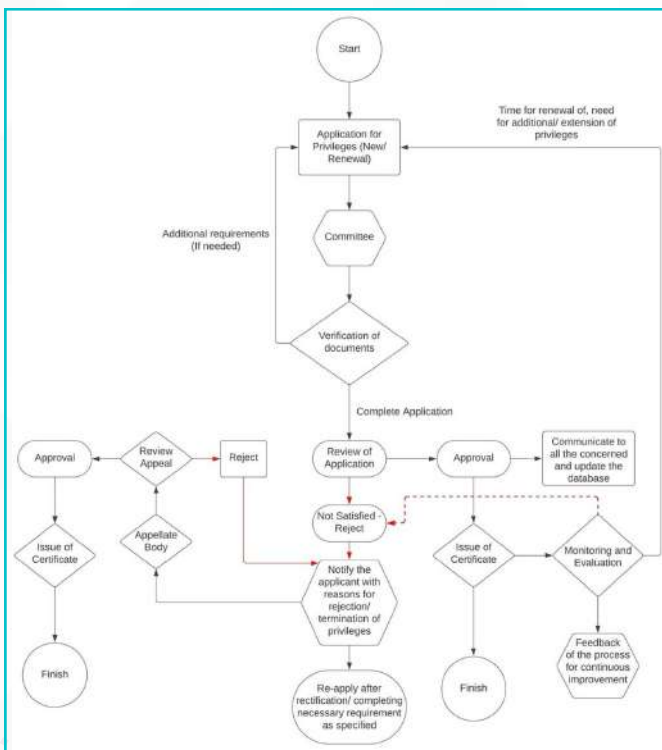 Start
Time for renewal of, need
for additional/ extension of
privileges
Application for
Privileges (New/
Renewal)
Additional requirements
(If needed)
Committee
Verification of
documents
Complete Application
Approval
Review
Appeal
Reject
Review of
Application
Approval
Communicate to
all the concerned
and update the
database
Not Satisfied -
Reject
Issue of
Certificate
Appellate
Body
Notify the
applicant with
reasons for
rejection/
termination of
privileges
Issue of
Certificate
Monitoring and
Evaluation
Finish
Re-apply after
rectification/ completing
necessary requirement
as specified
Finish
Feedback
of the process
for continuous
improvement